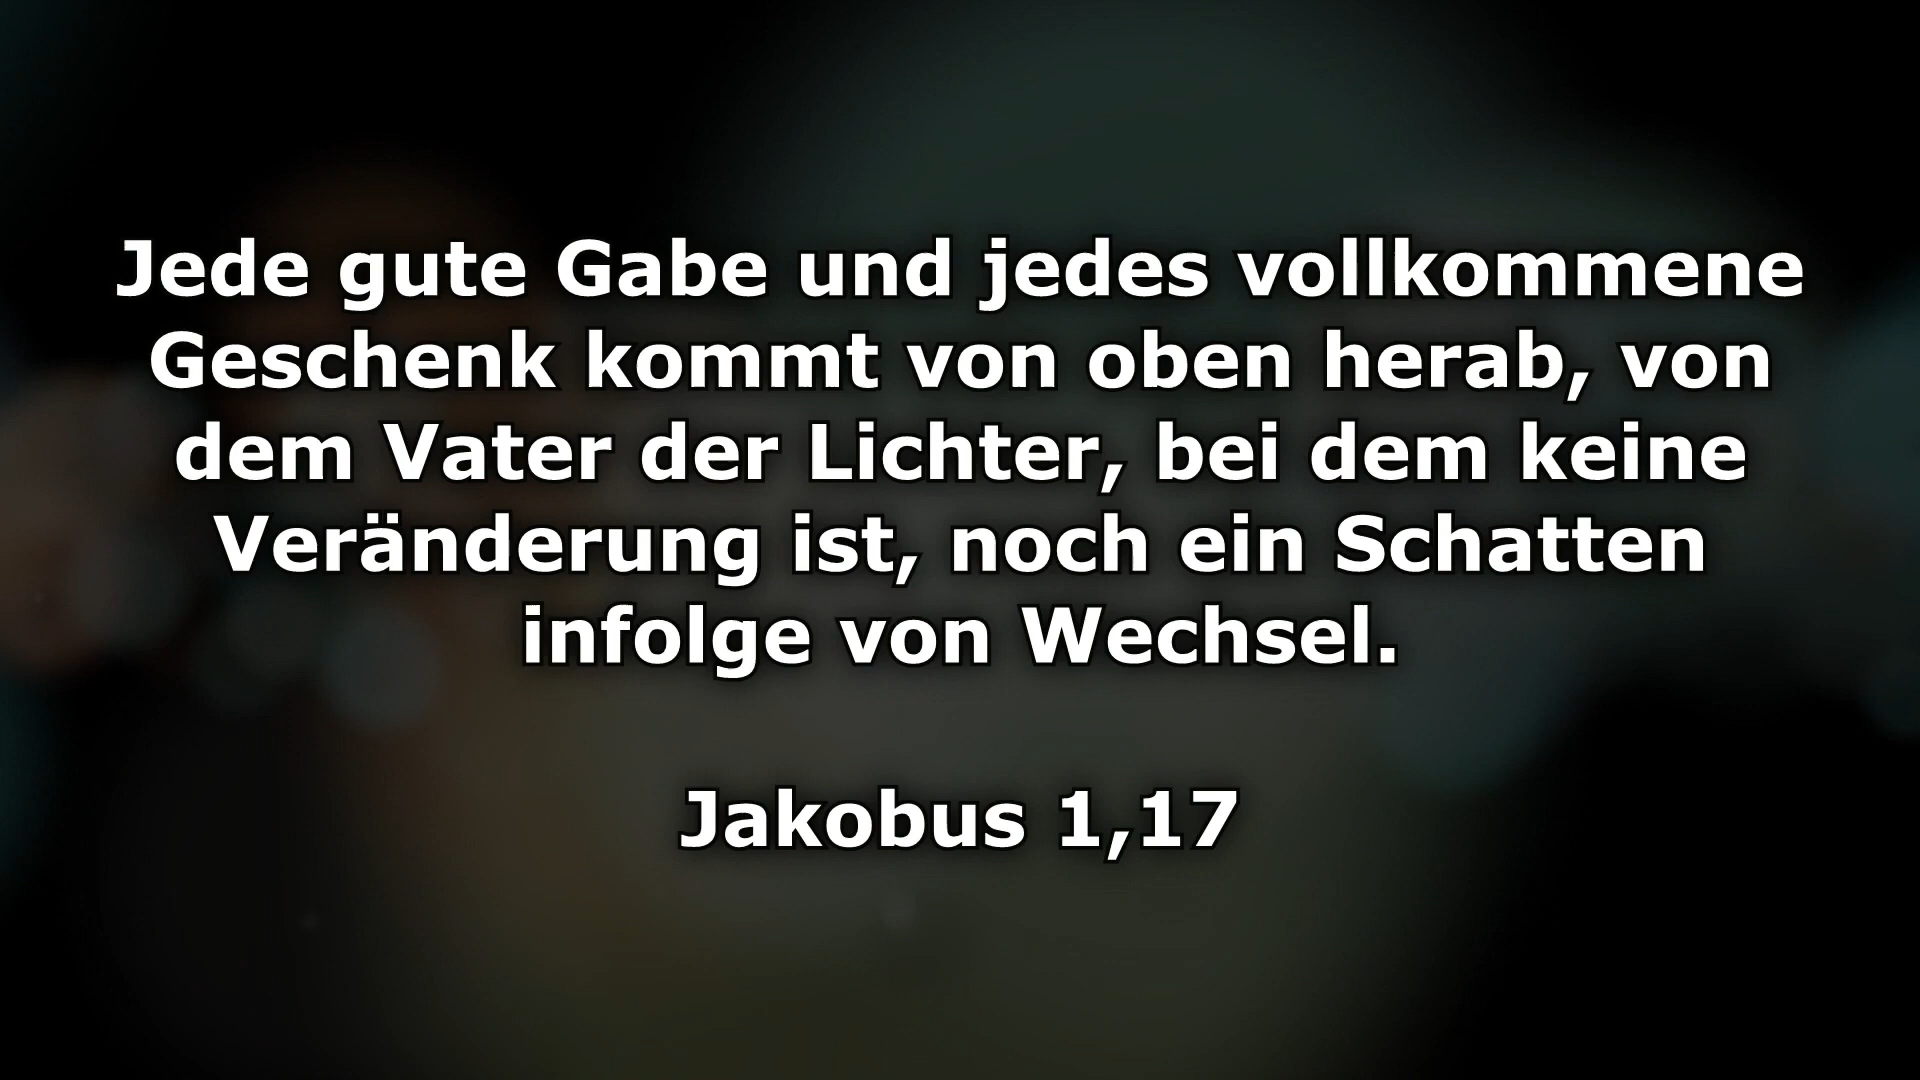 Jede gute Gabe und jedes vollkommene
Geschenk kommt von oben herab, von
dem Vater der Lichter, bei dem keine
Veränderung ist, noch ein Schatten
infolge von Wechsel.
Jakobus 1,17